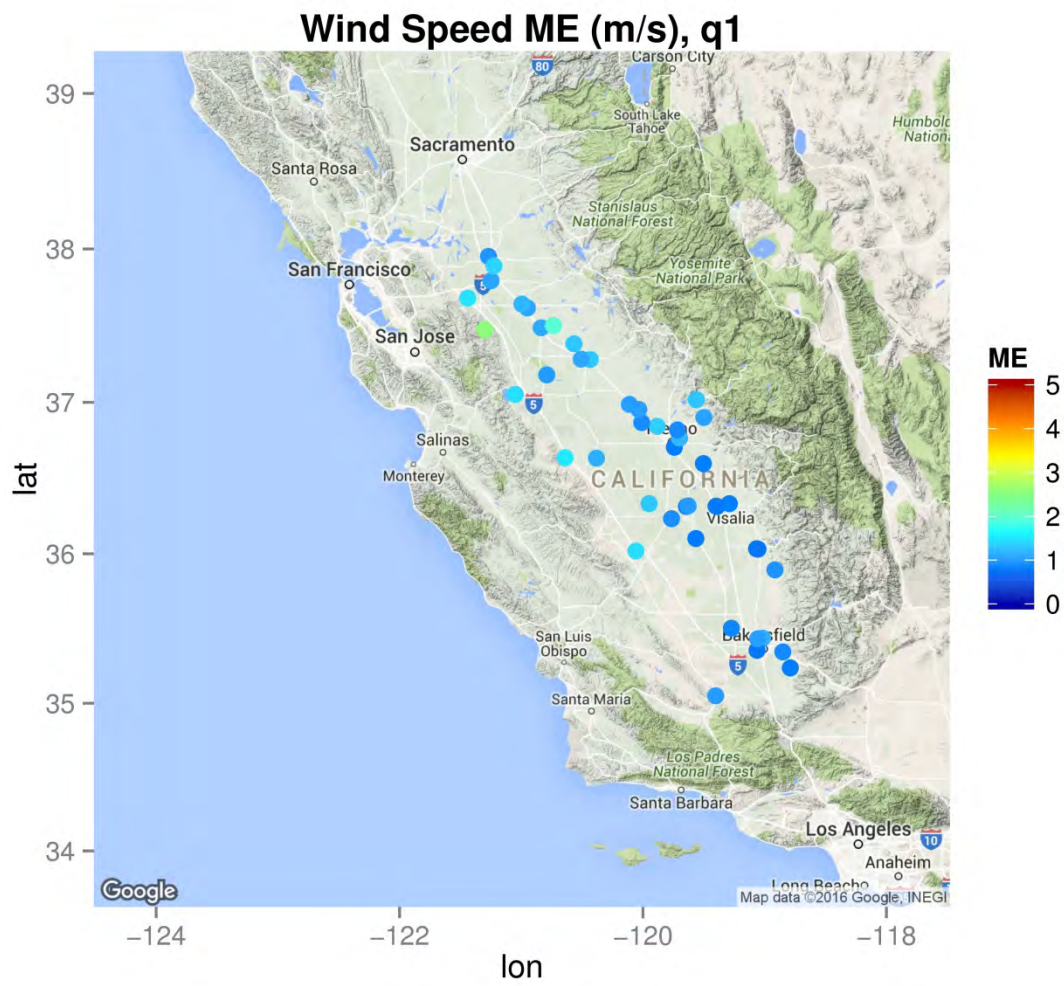 Wind Speed ME (m/s), q1
80
Carson City
39
South Lake
Tahoe
Humbol
Nation
Sacramento
Santa Rosa
Stanislaus
National Forest
38
Yosemite
National Park
San Francisco
5
San Jose
ME
5
4
3
2
1
0
37
5
Salinas
Monterey
CALIFORNIA
Visalia
lat
36
San Luis
Obispo
Bakersfield
5
35
Santa Maria
Los Padres
National Forest
Santa Barbara
Los Angeles
10
34
Anaheim
Long Beach
Google
Map data ©2016 Google, INEGI
−124
−122
−120
−118
lon